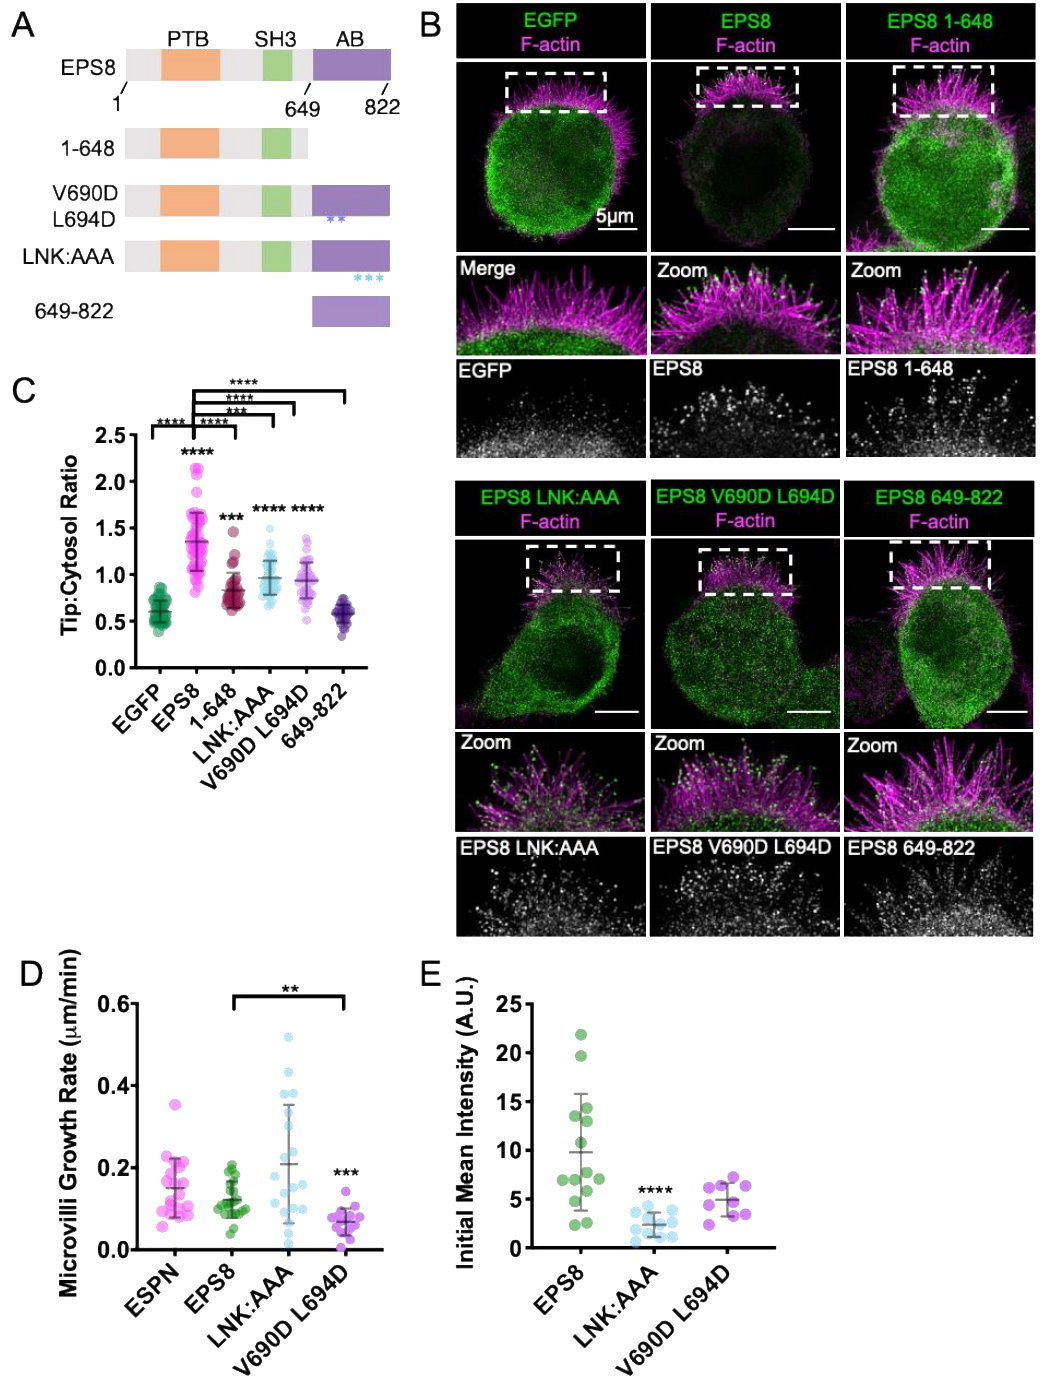 A
PTB SH3 AB
EPS8
1 649 822
1-648
V690D
L694D
**
LNK:AAA
***
649-822
B
EGFP
F-actin
EPS8
F-actin
EPS8 1-648
F-actin
5μm
Merge
Zoom
Zoom
EGFP
EPS8
EPS8 1-648
EPS8 LNK:AAA
F-actin
EPS8 V690D L694D
F-actin
EPS8 649-822
F-actin
Zoom
Zoom
Zoom
EPS8 LNK:AAA
EPS8 V690D L694D
EPS8 649-822
C
****
****
***
**** ****
****
***
**** ****
Tip:Cytosol Ratio
2.5
2.0
1.5
1.0
0.5
0.0
EGFP
EPS8
1-648
LNK:AAA
V690D L694D
649-822
D
Microvilli Growth Rate (μm/min)
**
***
0.6
0.4
0.2
0.0
ESPN
EPS8
LNK:AAA
V690D L694D
E
Initial Mean Intensity (A.U.)
****
25
20
15
10
5
0
EPS8
LNK:AAA
V690D L694D